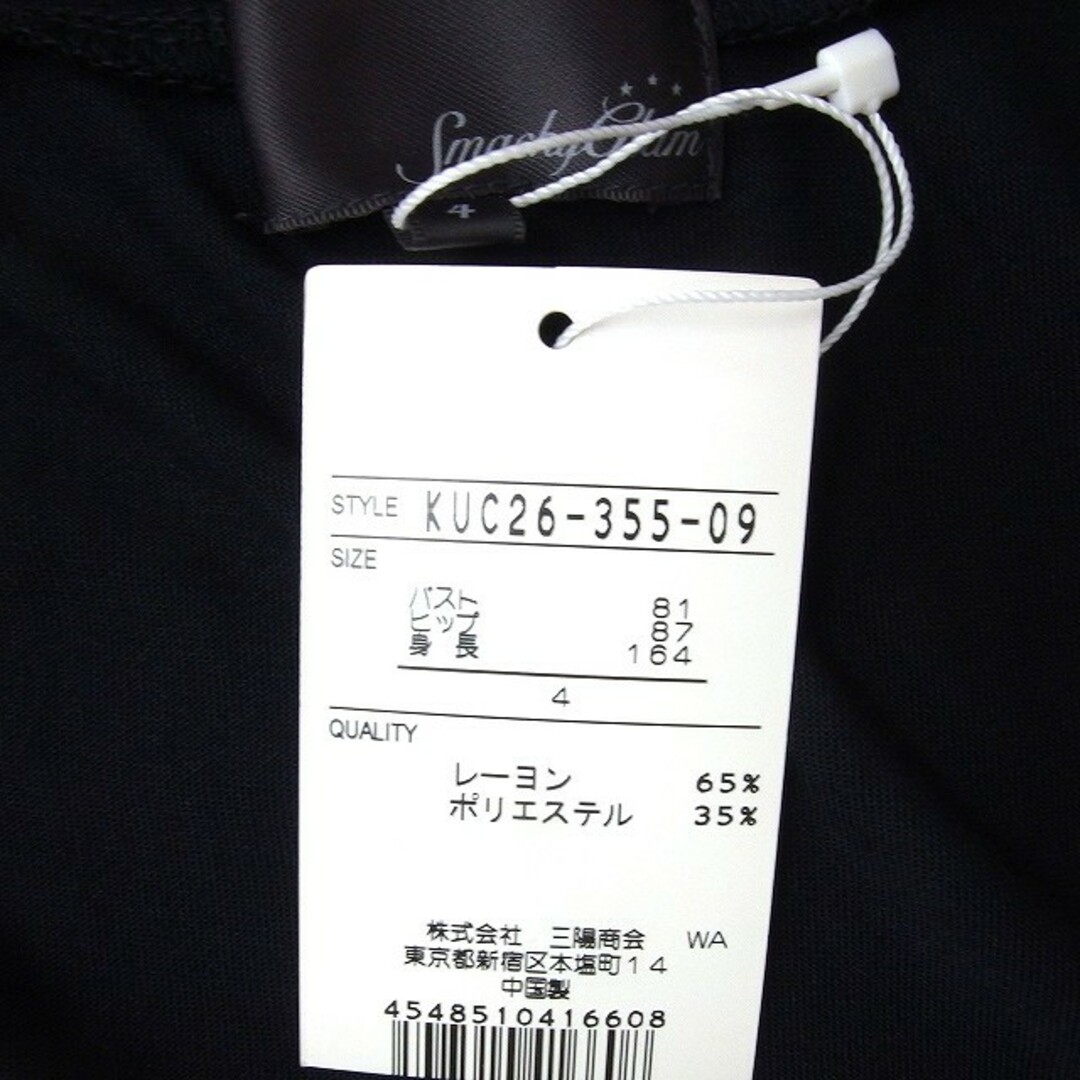 Smacky Glam
4
STYLE KUC26-355-09
SIZE
バスト 81
ヒップ 87
身長 164
4
QUALITY
レーヨン 65%
ポリエステル 35%
株式会社 三陽商会 WA
東京都新宿区本塩町14
中国製
4548510416608